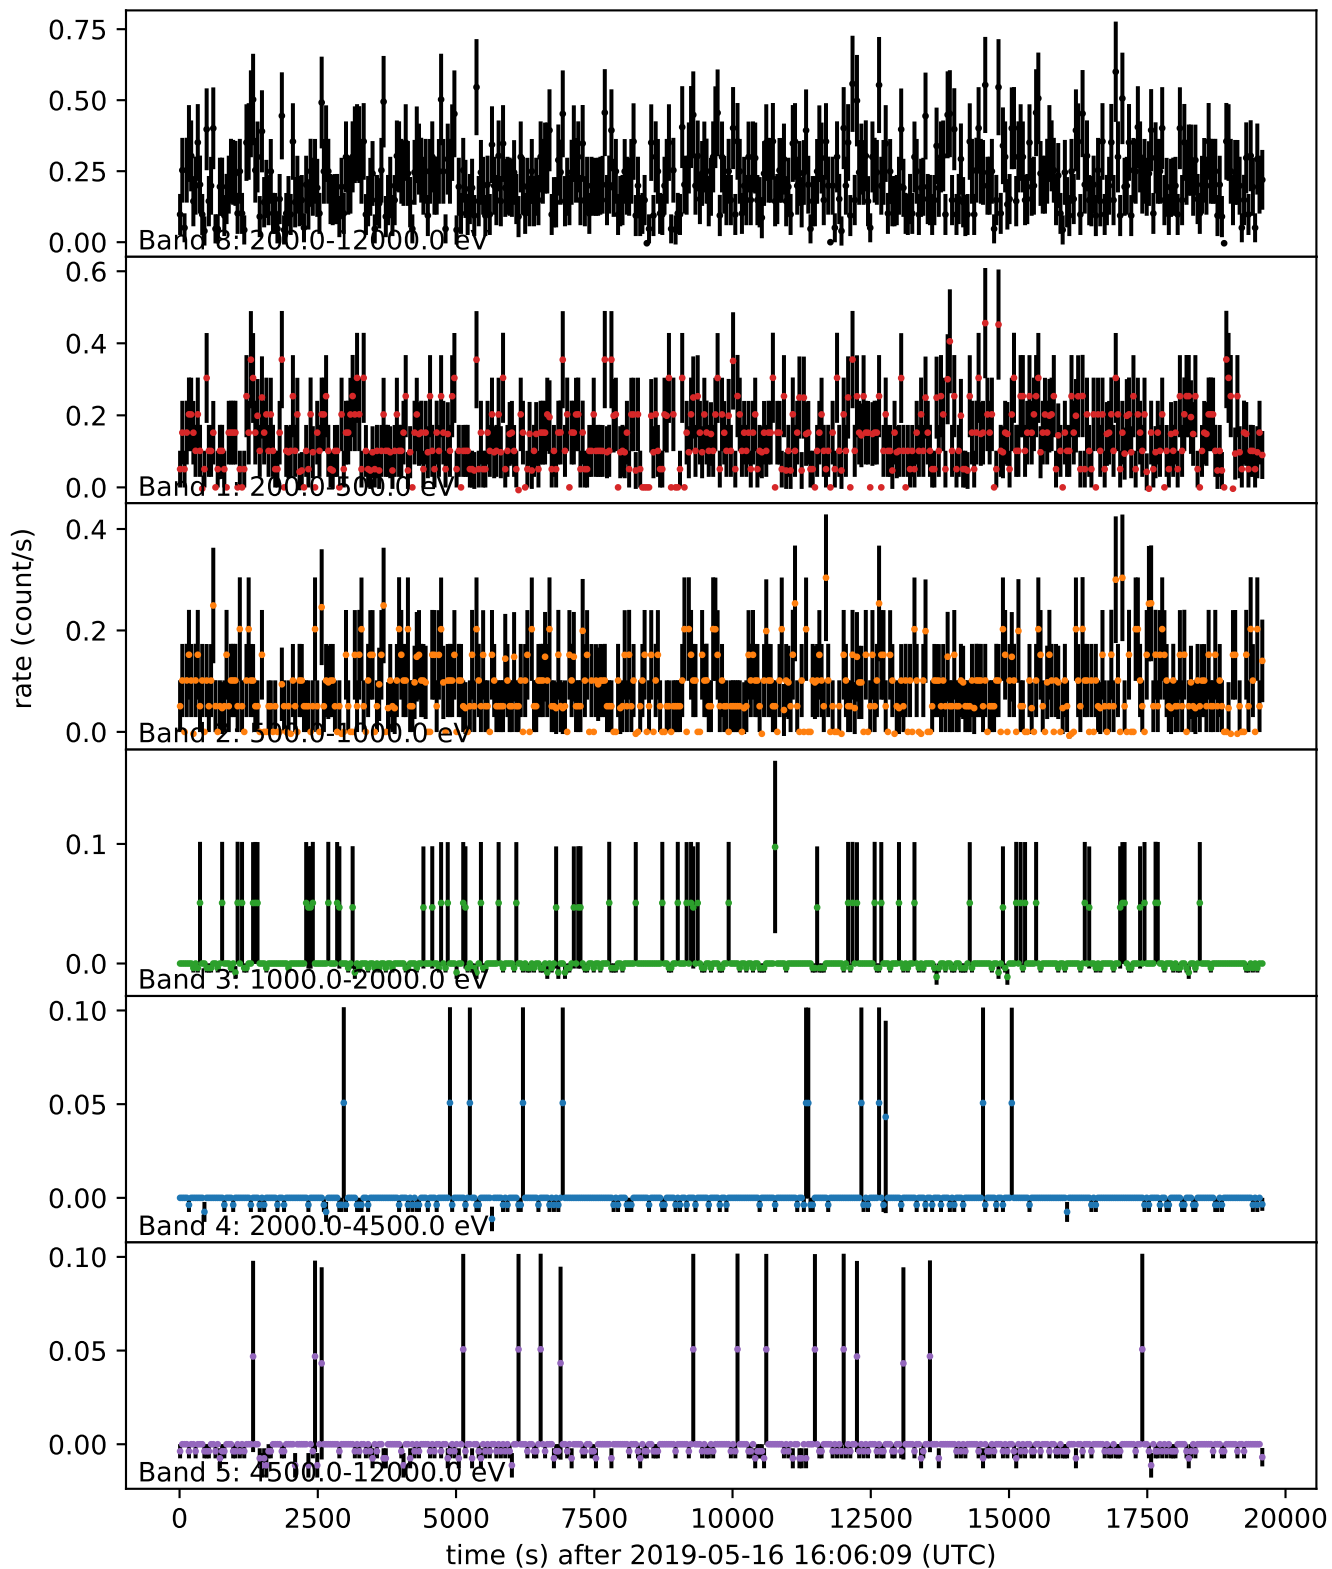 0.75
0.50
0.25
0.00
Band 8: 200.0-12000.0 eV
0.6
0.4
0.2
0.0
Band 1: 200.0-500.0 eV
rate (count/s)
0.4
0.2
0.0
Band 2: 500.0-1000.0 eV
0.1
0.0
Band 3: 1000.0-2000.0 eV
0.10
0.05
0.00
Band 4: 2000.0-4500.0 eV
0.10
0.05
0.00
Band 5: 4500.0-12000.0 eV
0 2500 5000 7500 10000 12500 15000 17500 20000
time (s) after 2019-05-16 16:06:09 (UTC)